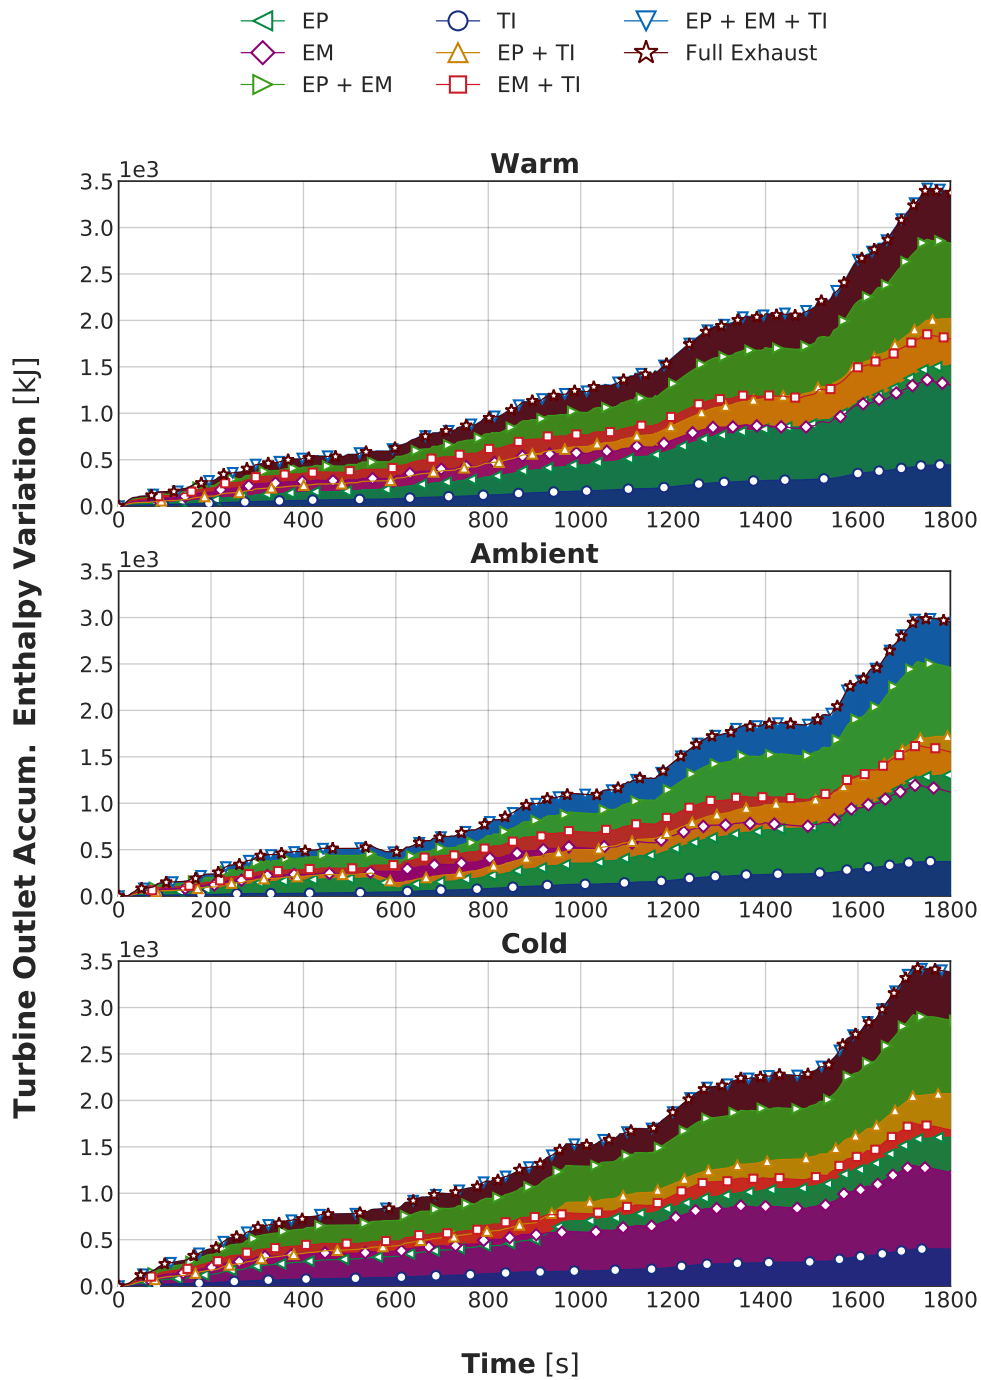 EP TI EP + EM + TI
EM EP + TI Full Exhaust
EP + EM EM + TI
Warm
1e3
3.5
3.0
2.5
2.0
1.5
1.0
0.5
0.0
0 200 400 600 800 1000 1200 1400 1600 1800
Ambient
1e3
3.5
3.0
2.5
2.0
1.5
1.0
0.5
0.0
0 200 400 600 800 1000 1200 1400 1600 1800
Cold
1e3
3.5
3.0
2.5
2.0
1.5
1.0
0.5
0.0
0 200 400 600 800 1000 1200 1400 1600 1800
Turbine Outlet Accum. Enthalpy Variation [kJ]
Time [s]